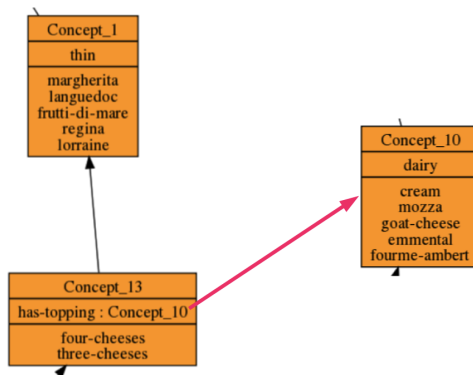 Concept_1
thin
margherita
languedoc
frutti-di-mare
regina
lorraine
Concept_10
dairy
cream
mozza
goat-cheese
emmental
fourme-ambert
Concept_13
has-topping : Concept_10
four-cheeses
three-cheeses